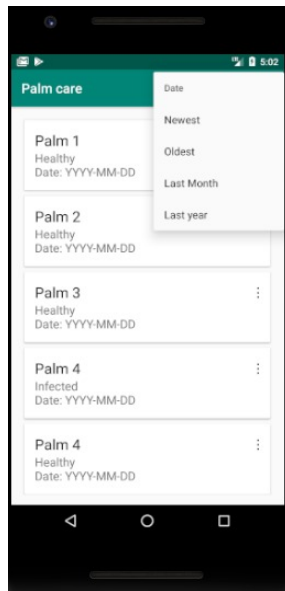 5:02
Palm care
Date
Newest
Oldest
Last Month
Last year
Palm 1
Healthy
Date: YYYY-MM-DD
Palm 2
Healthy
Date: YYYY-MM-DD
Palm 3
Healthy
Date: YYYY-MM-DD
Palm 4
Infected
Date: YYYY-MM-DD
Palm 4
Healthy
Date: YYYY-MM-DD